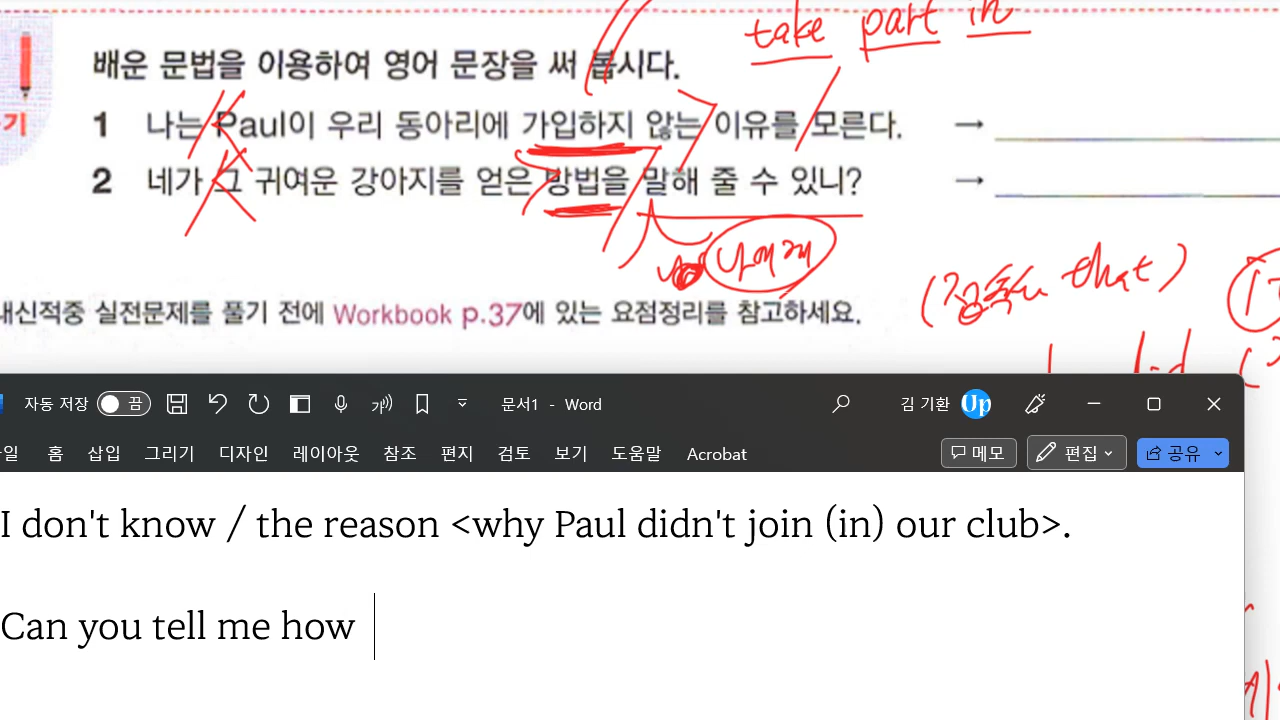 take part in
배운 문법을 이용하여 영어 문장을 써 봅시다.
기
1 나는 Paul이 우리 동아리에 가입하지 않는 이유를 모른다. →
2 네가 그 귀여운 강아지를 얻은 방법을 말해 줄 수 있니? →
나에게
(접속사 that)
내신적중 실전문제를 풀기 전에 Workbook p.37에 있는 요점정리를 참고하세요.
자동 저장 끔 가)) 문서1 - Word 김 기환 Up
일 홈 삽입 그리기 디자인 레이아웃 참조 편지 검토 보기 도움말 Acrobat 메모 편집 공유
I don't know / the reason <why Paul didn't join (in) our club>.
Can you tell me how